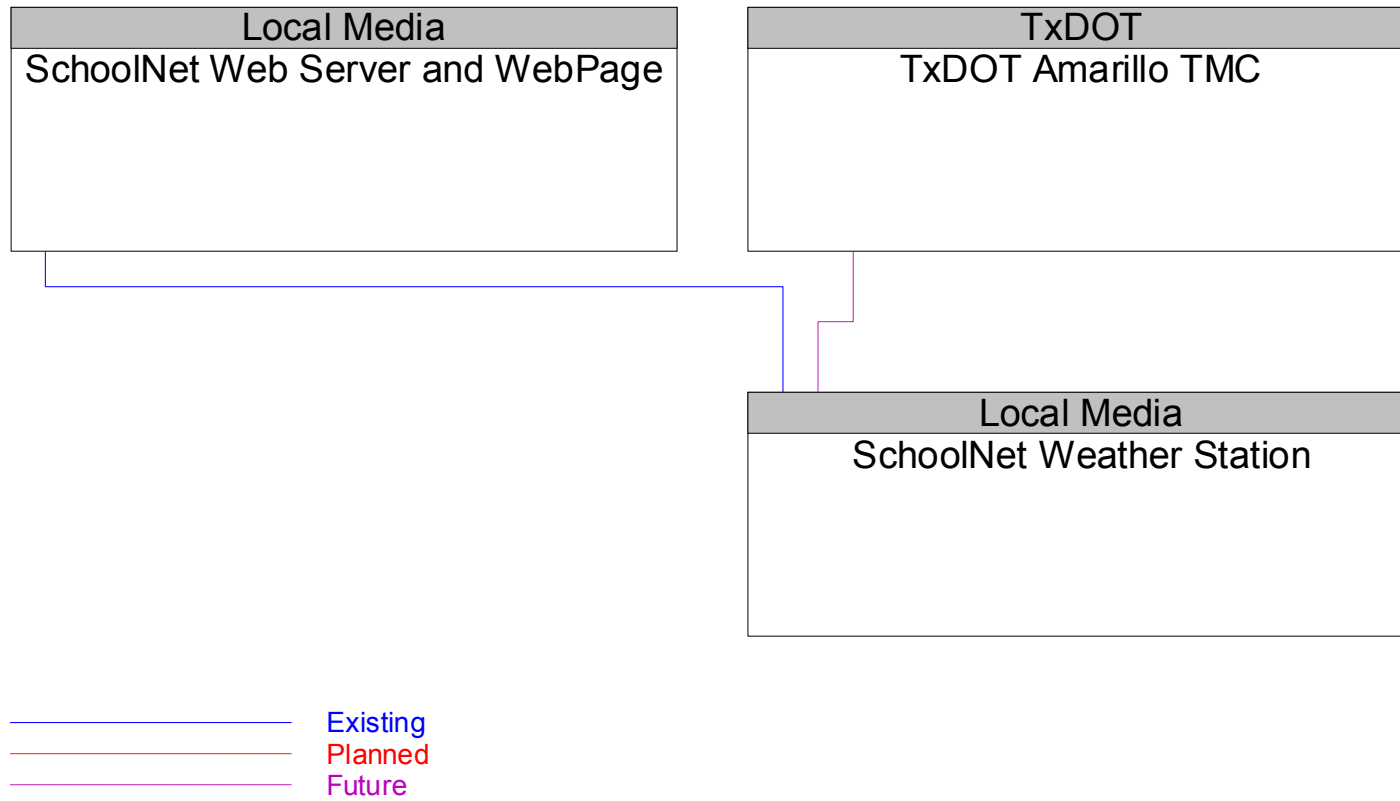 Local Media
SchoolNet Web Server and WebPage
TxDOT
TxDOT Amarillo TMC
Local Media
SchoolNet Weather Station
Existing
Planned
Future